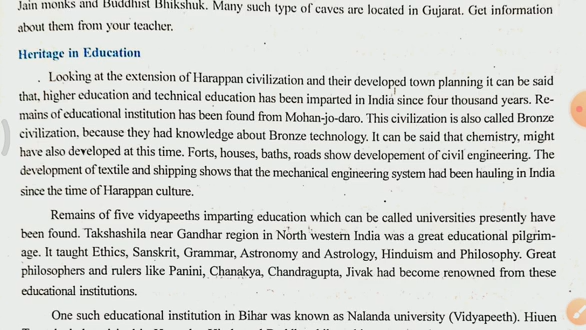 Jain monks and Buddhist Bhikshuk. Many such type of caves are located in Gujarat. Get information
about them from your teacher.
Heritage in Education
Looking at the extension of Harappan civilization and their developed town planning it can be said
that, higher education and technical education has been imparted in India since four thousand years. Re-
mains of educational institution has been found from Mohan-jo-daro. This civilization is also called Bronze
civilization, because they had knowledge about Bronze technology. It can be said that chemistry, might
have also developed at this time. Forts, houses, baths, roads show developement of civil engineering. The
development of textile and shipping shows that the mechanical engineering system had been hauling in India
since the time of Harappan culture.
Remains of five vidyapeeths imparting education which can be called universities presently have
been found. Takshashila near Gandhar region in North western India was a great educational pilgrim-
age. It taught Ethics, Sanskrit, Grammar, Astronomy and Astrology, Hinduism and Philosophy. Great
philosophers and rulers like Panini, Chanakya, Chandragupta, Jivak had become renowned from these
educational institutions.
One such educational institution in Bihar was known as Nalanda university (Vidyapeeth). Hiuen